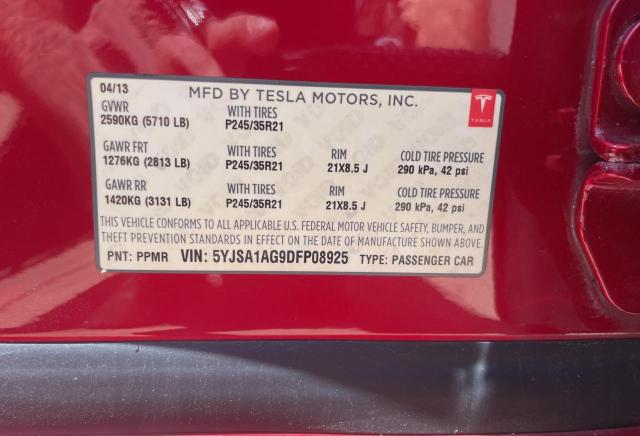 04/13 MFD BY TESLA MOTORS, INC. TESLA
GVWR WITH TIRES
2590KG (5710 LB) P245/35R21
GAWR FRT WITH TIRES RIM COLD TIRE PRESSURE
1276KG (2813 LB) P245/35R21 21X8.5 J 290 kPa, 42 psi
GAWR RR WITH TIRES RIM COLD TIRE PRESSURE
1420KG (3131 LB) P245/35R21 21X8.5 J 290 kPa, 42 psi
THIS VEHICLE CONFORMS TO ALL APPLICABLE U.S. FEDERAL MOTOR VEHICLE SAFETY, BUMPER, AND
THEFT PREVENTION STANDARDS IN EFFECT ON THE DATE OF MANUFACTURE SHOWN ABOVE.
PNT: PPMR VIN: 5YJSA1AG9DFP08925 TYPE: PASSENGER CAR